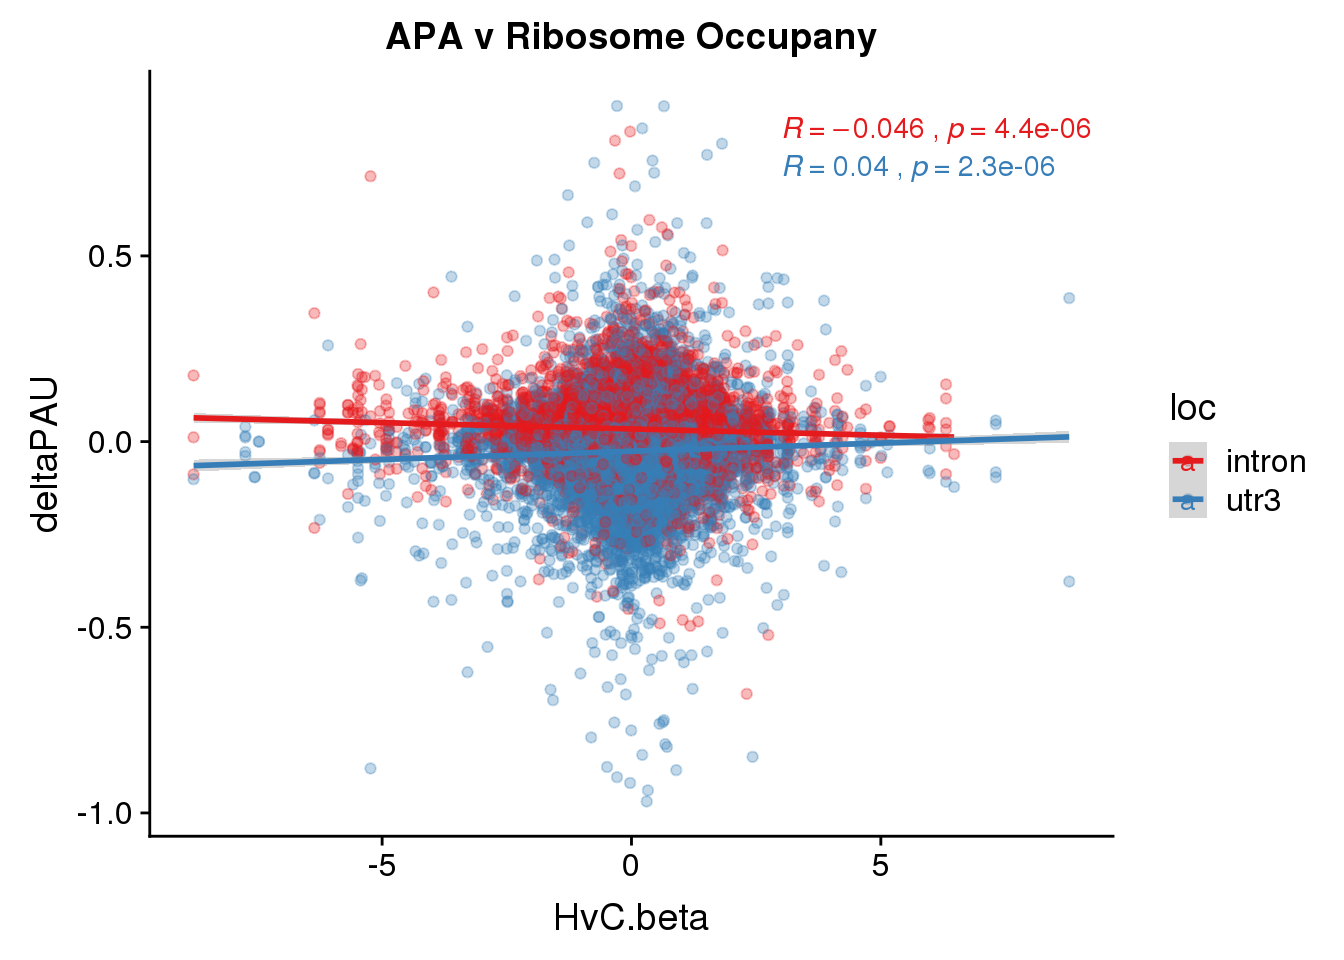 APA v Ribosome Occupany
R = −0.046 , p = 4.4e-06
R = 0.04 , p = 2.3e-06
deltaPAU
0.5
0.0
-0.5
-1.0
-5
0
5
HvC.beta
loc
a intron
a utr3